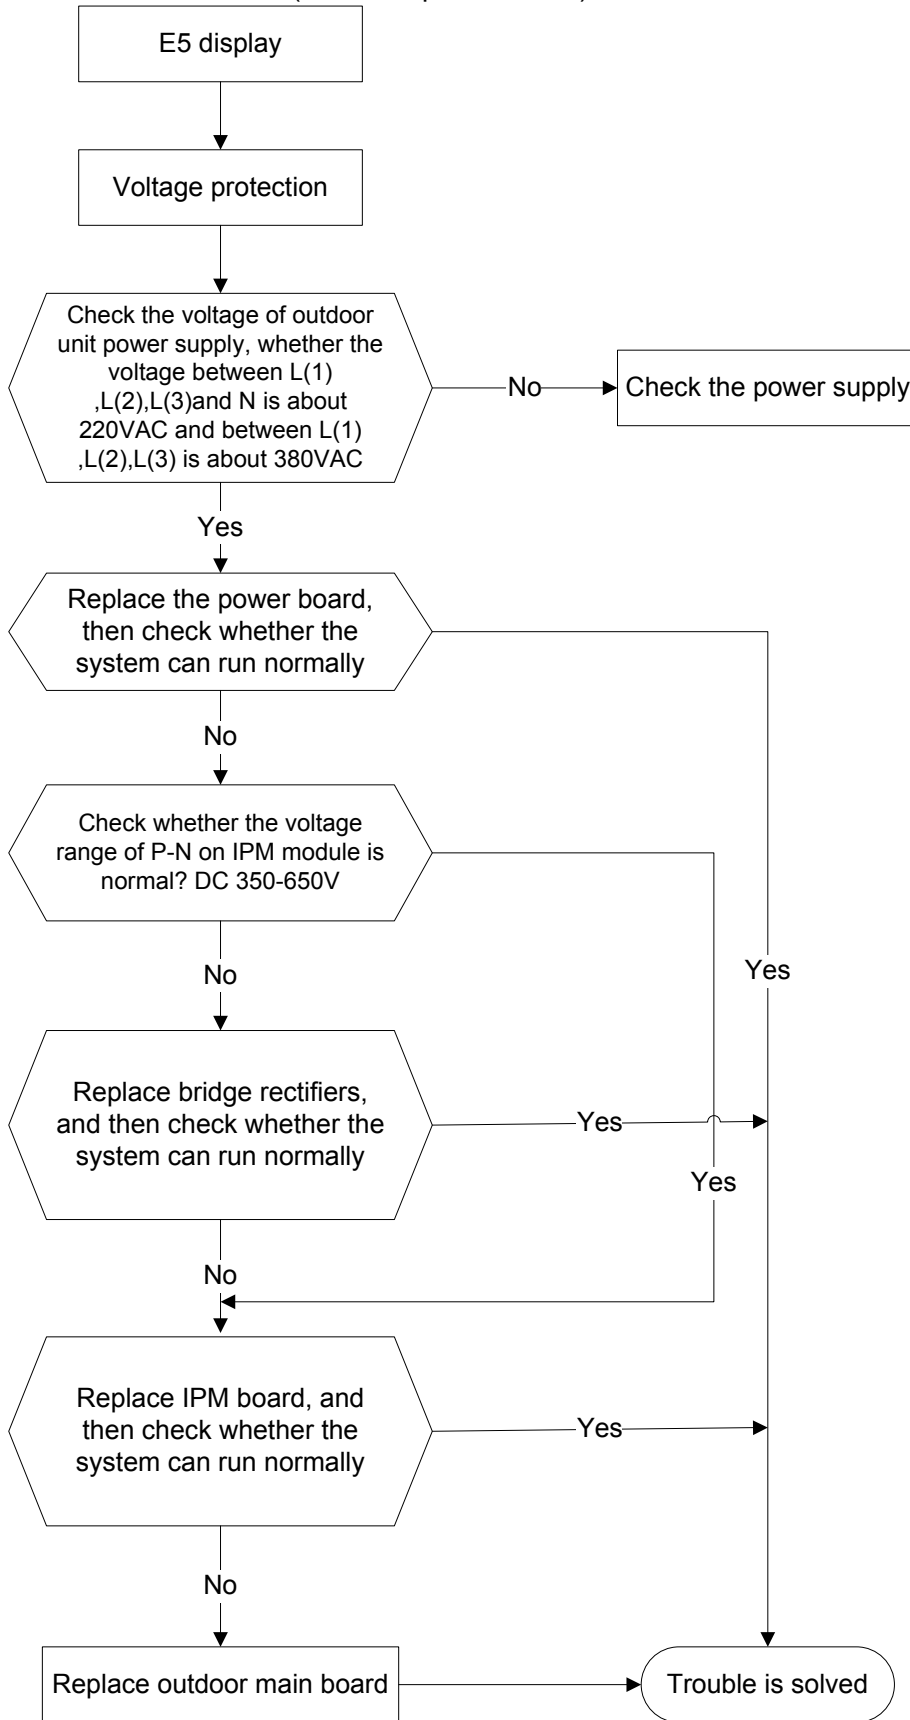 E5 display
Voltage protection
Check the voltage of outdoor
unit power supply, whether the
voltage between L(1)
,L(2),L(3)and N is about
220VAC and between L(1)
,L(2),L(3) is about 380VAC
No
Check the power supply
Yes
Replace the power board,
then check whether the
system can run normally
No
Check whether the voltage
range of P-N on IPM module is
normal? DC 350-650V
Yes
No
Replace bridge rectifiers,
and then check whether the
system can run normally
Yes
Yes
No
Replace IPM board, and
then check whether the
system can run normally
Yes
No
Replace outdoor main board
Trouble is solved